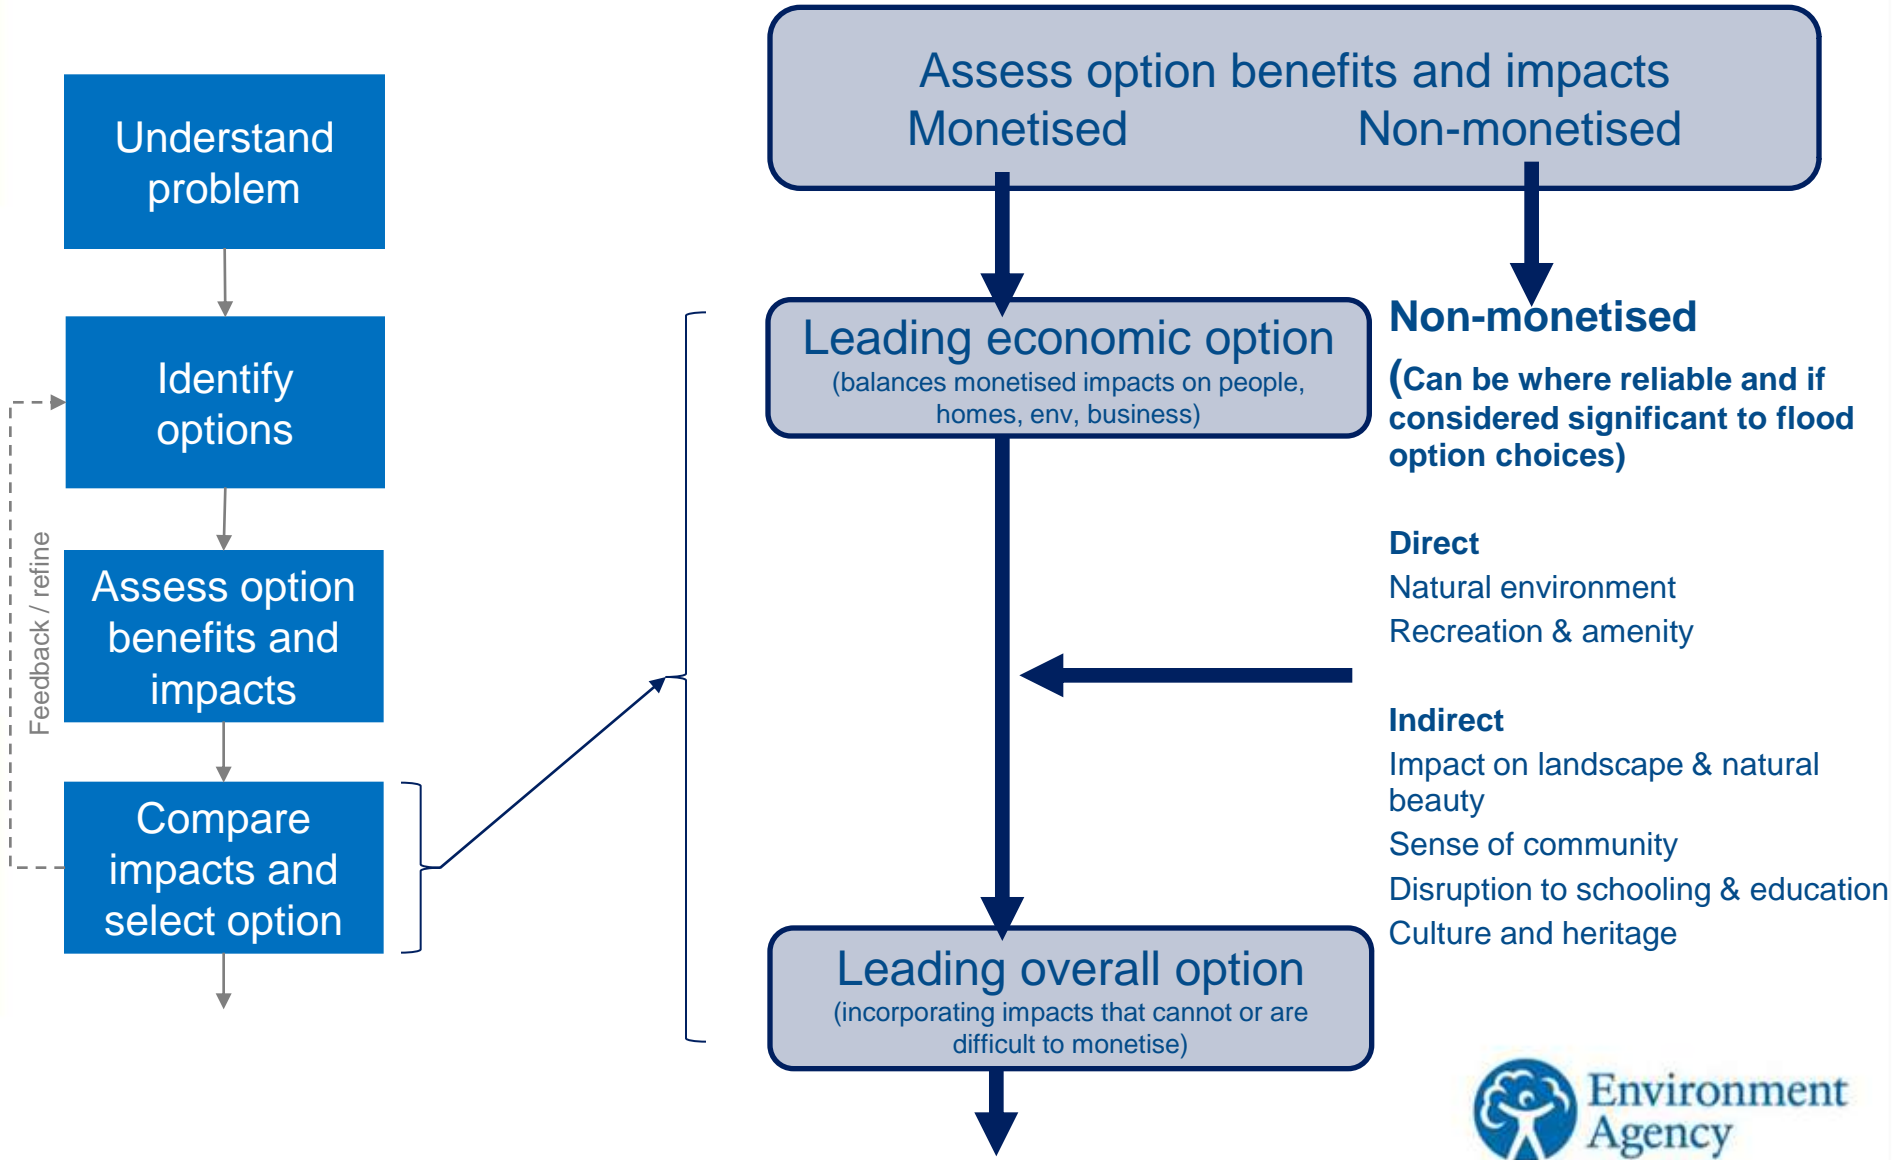 Understand
problem
Identify
options
Assess option
benefits and
impacts
Compare
impacts and
select option
Feedback / refine
Assess option benefits and impacts
Monetised Non-monetised
Leading economic option
(balances monetised impacts on people,
homes, env, business)
Leading overall option
(incorporating impacts that cannot or are
difficult to monetise)
Non-monetised
(Can be where reliable and if
considered significant to flood
option choices)
Direct
Natural environment
Recreation & amenity
Indirect
Impact on landscape & natural
beauty
Sense of community
Disruption to schooling & education
Culture and heritage
Environment
Agency